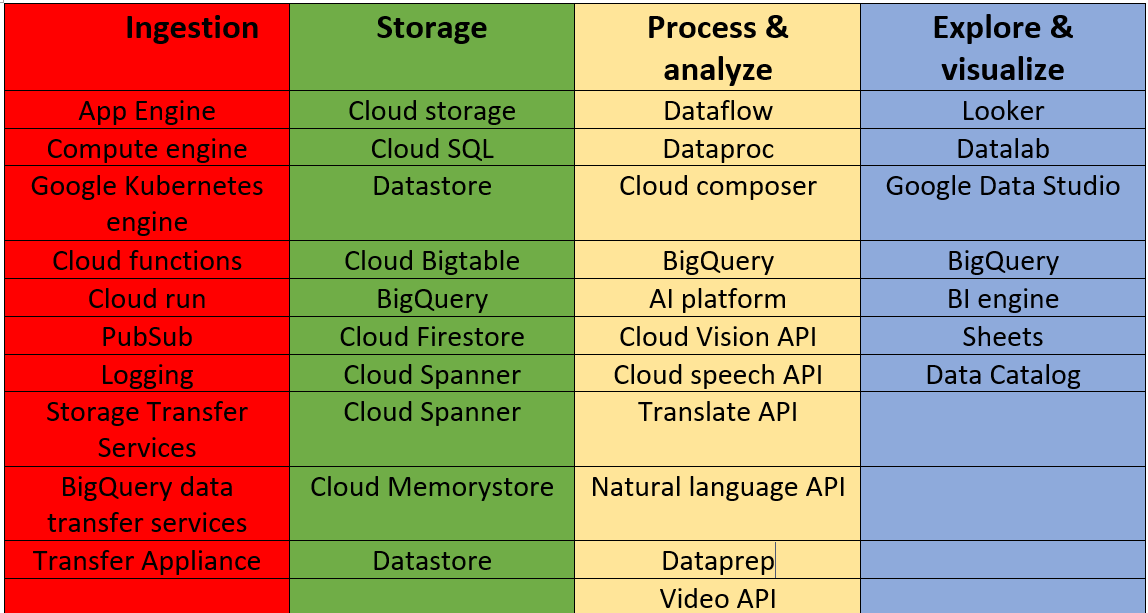 Ingestion Storage Process & Explore &
analyze visualize
App Engine Cloud storage Dataflow Looker
Compute engine Cloud SQL Dataproc Datalab
Google Kubernetes Datastore Cloud composer Google Data Studio
engine
Cloud functions Cloud Bigtable BigQuery BigQuery
Cloud run BigQuery AI platform BI engine
PubSub Cloud Firestore Cloud Vision API Sheets
Logging Cloud Spanner Cloud speech API Data Catalog
Storage Transfer Cloud Spanner Translate API
Services
BigQuery data Cloud Memorystore Natural language API
transfer services
Transfer Appliance Datastore Dataprep
Video API